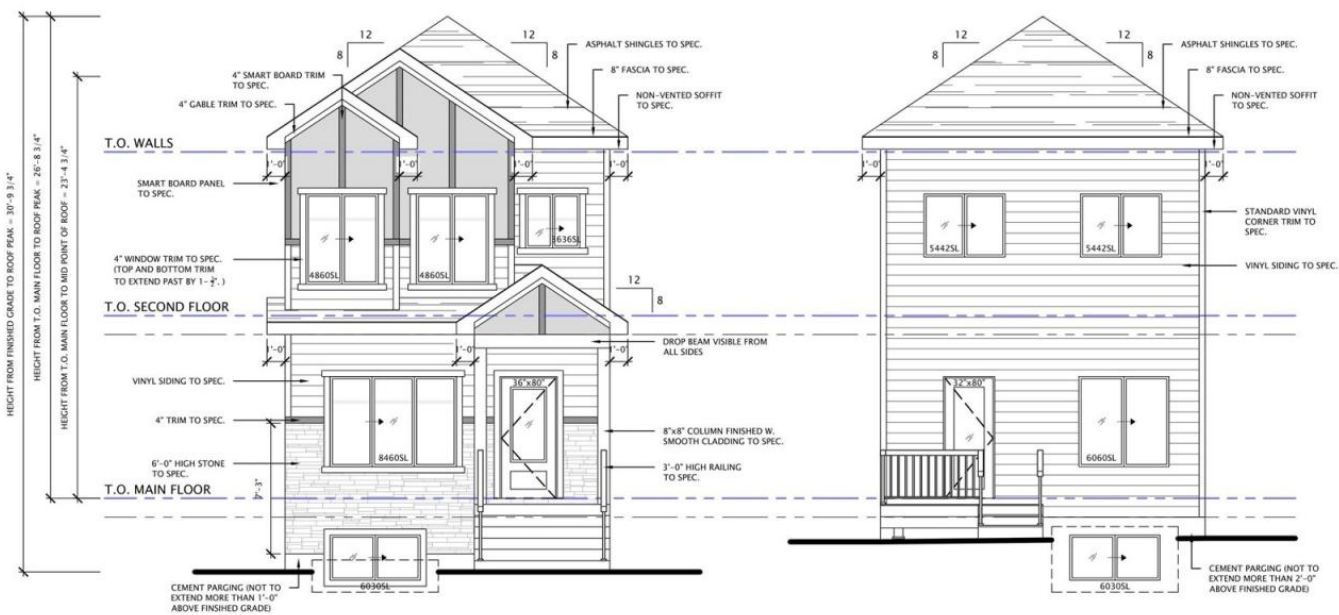 HEIGHT FROM FINISHED GRADE TO ROOF PEAK = 30'-9 3/4"
HEIGHT FROM T.O. MAIN FLOOR TO ROOF PEAK = 26'-8 3/4"
HEIGHT FROM T.O. MAIN FLOOR TO MID POINT OF ROOF = 23'-4 3/4"
12
8
12
8
ASPHALT SHINGLES TO SPEC.
4" SMART BOARD TRIM
TO SPEC.
8" FASCIA TO SPEC.
4" GABLE TRIM TO SPEC.
NON-VENTED SOFFIT
TO SPEC.
T.O. WALLS
1'-0"
1'-0"
1'-0"
1'-0"
SMART BOARD PANEL
TO SPEC.
3636SL
4" WINDOW TRIM TO SPEC.
(TOP AND BOTTOM TRIM
TO EXTEND PAST BY 1-½". )
4860SL
4860SL
12
8
T.O. SECOND FLOOR
1'-0"
1'-0"
1'-0"
DROP BEAM VISIBLE FROM
ALL SIDES
VINYL SIDING TO SPEC.
36"x80"
4" TRIM TO SPEC.
8"x8" COLUMN FINISHED W.
SMOOTH CLADDING TO SPEC.
8460SL
6'-0" HIGH STONE
TO SPEC.
3'-0" HIGH RAILING
TO SPEC.
T.O. MAIN FLOOR
7'-3"
6030SL
CEMENT PARGING (NOT TO
EXTEND MORE THAN 1'-0"
ABOVE FINISHED GRADE)
12
8
12
8
ASPHALT SHINGLES TO SPEC.
8" FASCIA TO SPEC.
NON-VENTED SOFFIT
TO SPEC.
1'-0"
1'-0"
5442SL
5442SL
STANDARD VINYL
CORNER TRIM TO
SPEC.
VINYL SIDING TO SPEC.
32"x80"
6060SL
6030SL
CEMENT PARGING (NOT TO
EXTEND MORE THAN 2'-0"
ABOVE FINISHED GRADE)